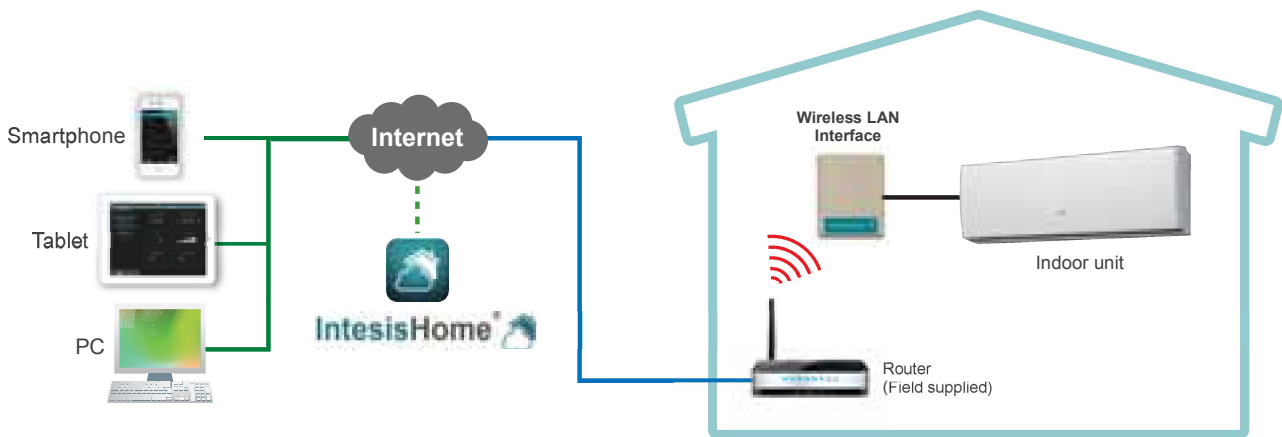 Smartphone
Tablet
PC
Internet
IntesisHome®
Wireless LAN
Interface
Indoor unit
Router
(Field supplied)